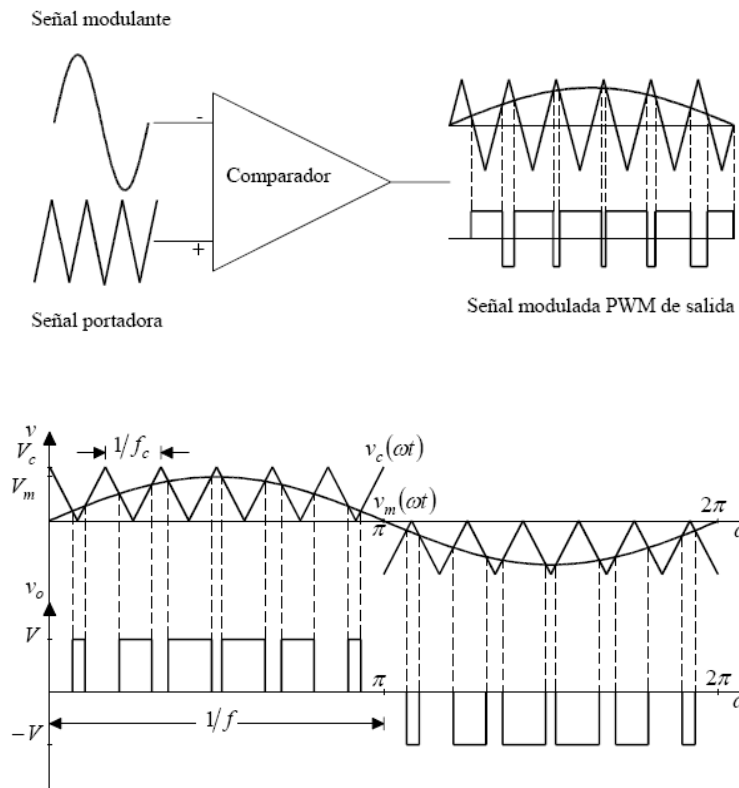 Señal modulante
-
Comparador
+
Señal portadora
Señal modulada PWM de salida
v
V_c
1/f_c
v_c(ωt)
V_m
v_m(ωt)
π
2π
v_o
V
π
2π
1/f
−V